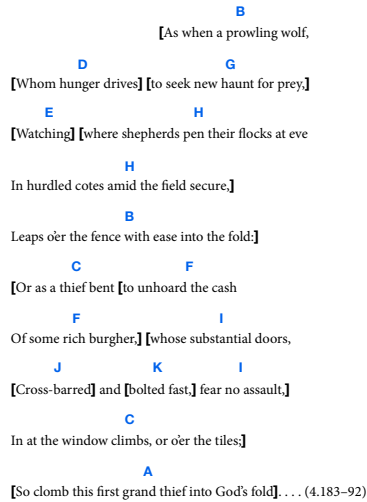 B
[As when a prowling wolf,
D G
[Whom hunger drives] [to seek new haunt for prey,]
E H
[Watching] [where shepherds pen their flocks at eve
H
In hurdled cotes amid the field secure,]
B
Leaps o'er the fence with ease into the fold:]
C F
[Or as a thief bent [to unhoard the cash
F I
Of some rich burgher,] [whose substantial doors,
J K I
[Cross-barred] and [bolted fast,] fear no assault,]
C
In at the window climbs, or o'er the tiles;]
A
[So clomb this first grand thief into God's fold]. . . . (4.183–92)